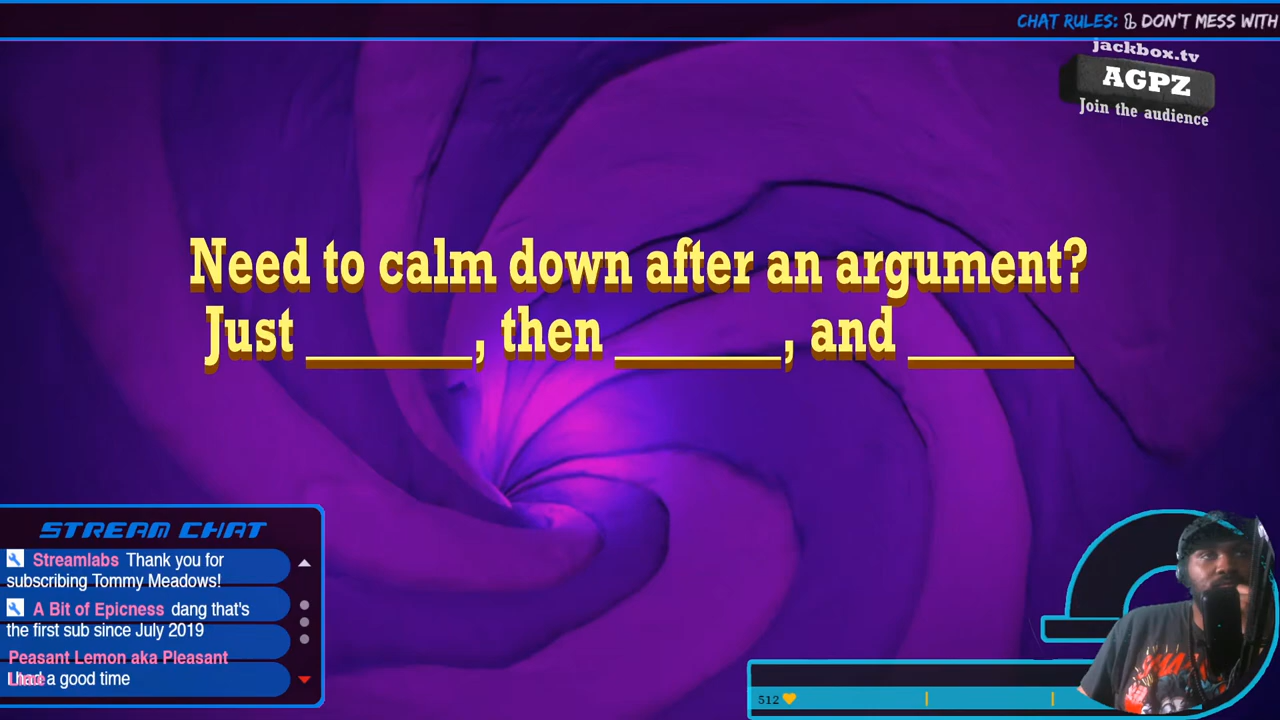 CHAT RULES: DON'T MESS WITH
jackbox.tv
AGPZ
Join the audience
Need to calm down after an argument?
Just ______, then ______, and ______
STREAM CHAT
Streamlabs Thank you for
subscribing Tommy Meadows!
A Bit of Epicness dang that's
the first sub since July 2019
Peasant Lemon aka Pleasant
I had a good time
512